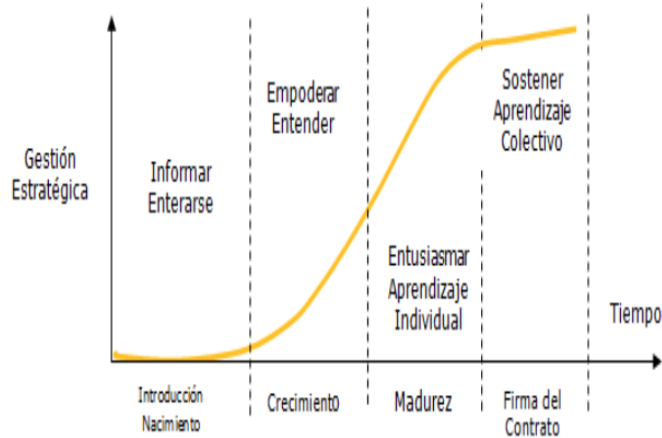 Gestión
Estratégica
Informar
Enterarse
Empoderar
Entender
Entusiasmar
Aprendizaje
Individual
Sostener
Aprendizaje
Colectivo
Tiempo
Introducción
Nacimiento
Crecimiento
Madurez
Firma del
Contrato